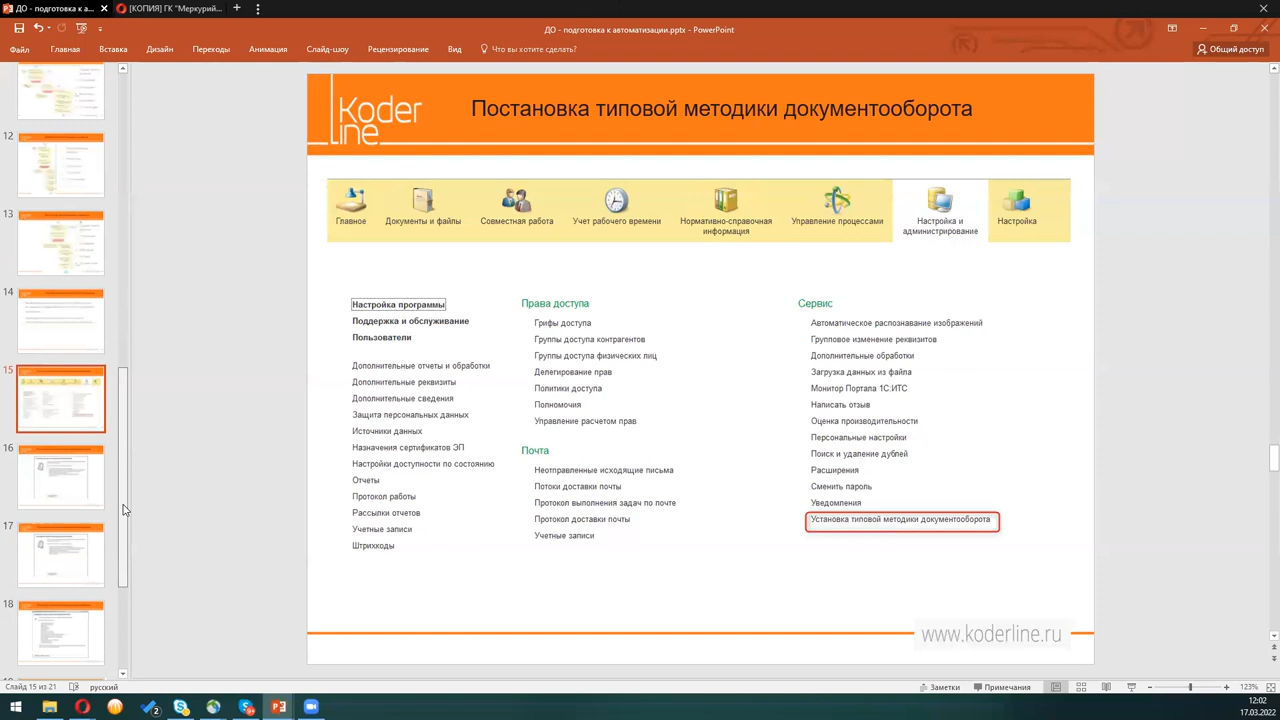 ДО - подготовка к а...
[КОПИЯ] ГК "Меркурий...
ДО - подготовка к автоматизации.pptx - PowerPoint
Файл Главная Вставка Дизайн Переходы Анимация Слайд-шоу Рецензирование Вид Что вы хотите сделать? Общий доступ
12
13
14
15
16
17
18
Koder
line
Постановка типовой методики документооборота
Главное
Документы и файлы
Совместная работа
Учет рабочего времени
Нормативно-справочная
информация
Управление процессами
Настройка и
администрирование
Настройка
Настройка программы
Поддержка и обслуживание
Пользователи
Дополнительные отчеты и обработки
Дополнительные реквизиты
Дополнительные сведения
Защита персональных данных
Источники данных
Назначения сертификатов ЭП
Настройки доступности по состоянию
Отчеты
Протокол работы
Рассылки отчетов
Учетные записи
Штрихкоды
Права доступа
Грифы доступа
Группы доступа контрагентов
Группы доступа физических лиц
Делегирование прав
Политики доступа
Полномочия
Управление расчетом прав
Почта
Неотправленные исходящие письма
Потоки доставки почты
Протокол выполнения задач по почте
Протокол доставки почты
Учетные записи
Сервис
Автоматическое распознавание изображений
Групповое изменение реквизитов
Дополнительные обработки
Загрузка данных из файла
Монитор Портала 1С:ИТС
Написать отзыв
Оценка производительности
Персональные настройки
Поиск и удаление дублей
Расширения
Сменить пароль
Уведомления
Установка типовой методики документооборота
www.koderline.ru
Слайд 15 из 21 русский Заметки Примечания 123%
12:02
17.03.2022